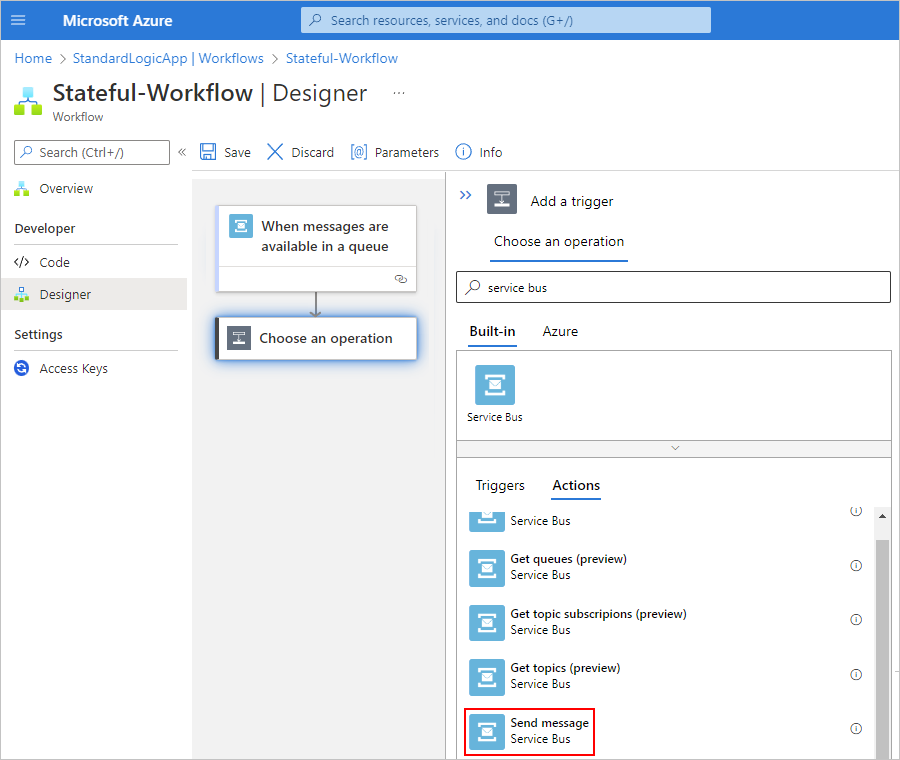 Microsoft Azure
Search resources, services, and docs (G+/)
Home > StandardLogicApp | Workflows > Stateful-Workflow
Stateful-Workflow | Designer ...
Workflow
Search (Ctrl+/)
«
Save
Discard
[@] Parameters
Info
Overview
Developer
</> Code
Designer
Settings
Access Keys
When messages are
available in a queue
Choose an operation
Add a trigger
Choose an operation
service bus
Built-in
Azure
Service Bus
Triggers
Actions
Service Bus
Get queues (preview)
Service Bus
Get topic subscripions (preview)
Service Bus
Get topics (preview)
Service Bus
Send message
Service Bus